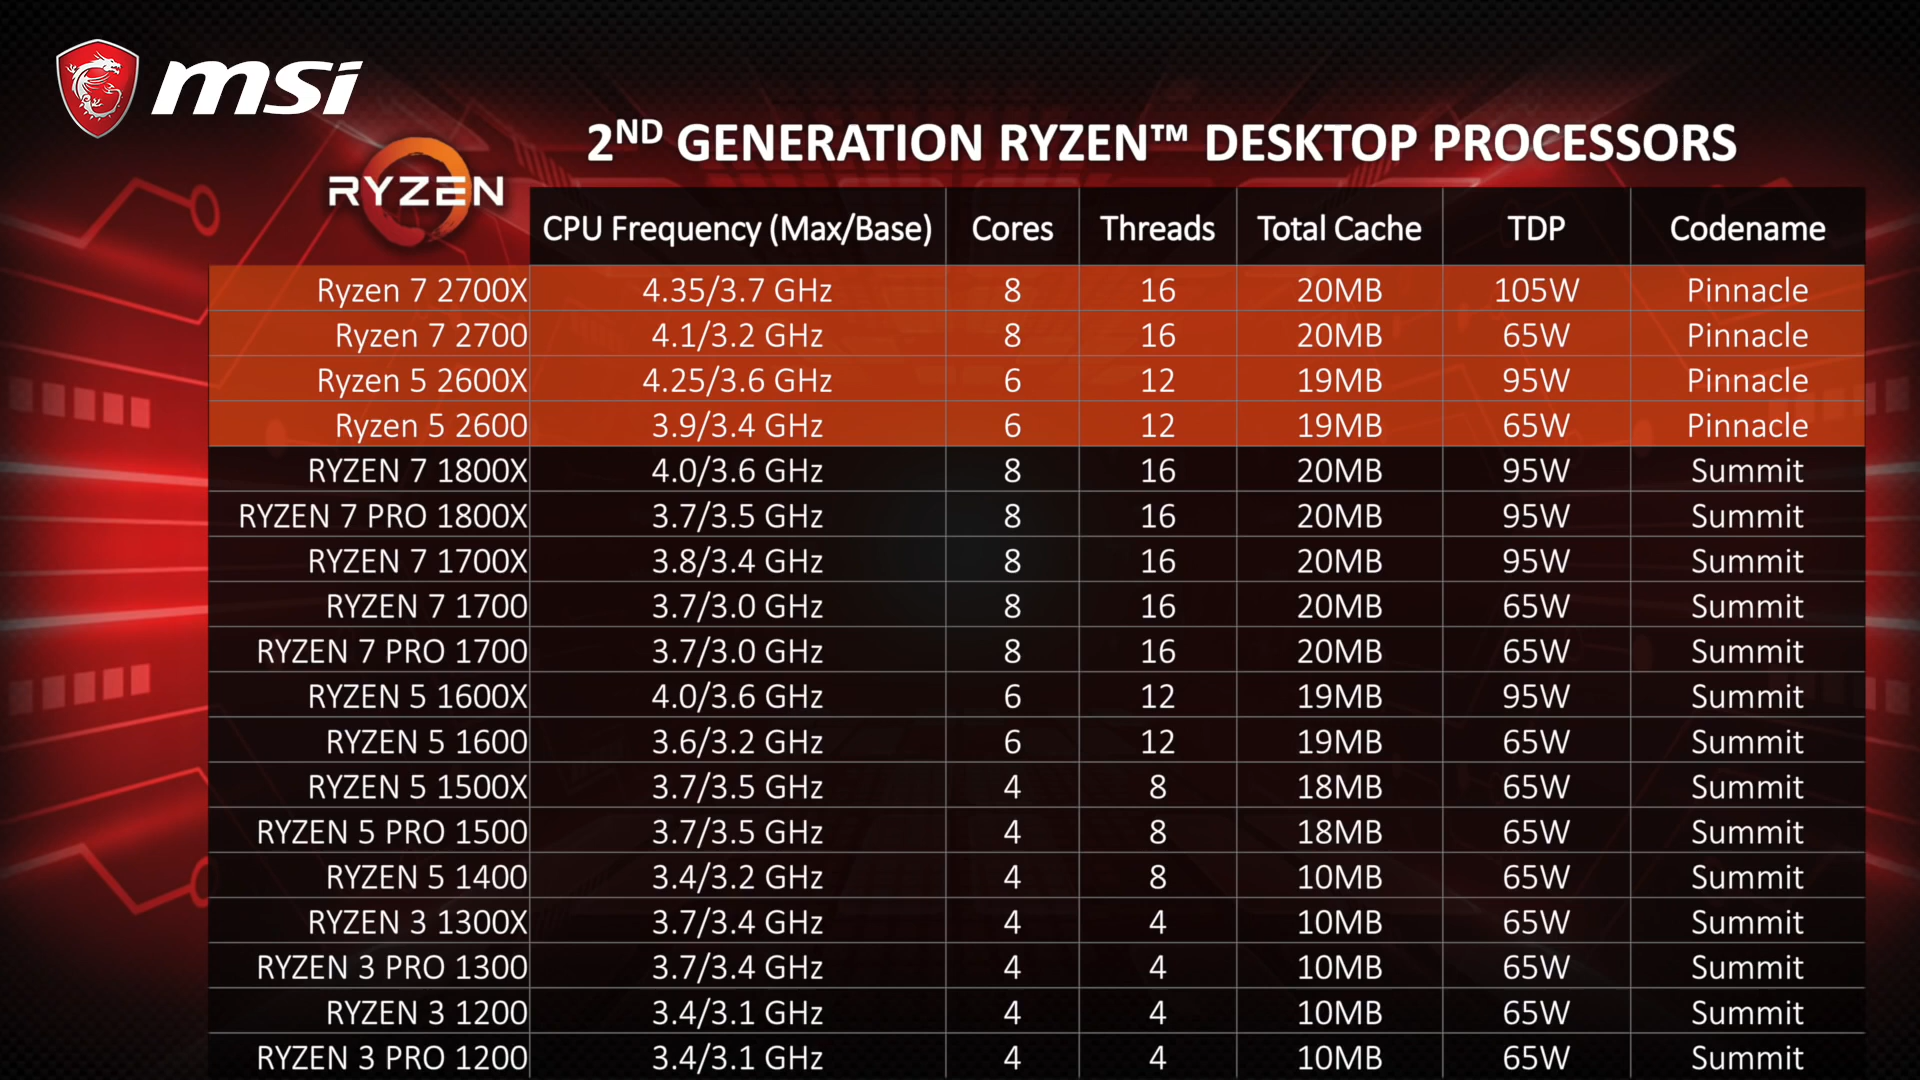 msi
RYZEN
2ND GENERATION RYZEN™ DESKTOP PROCESSORS
CPU Frequency (Max/Base) Cores Threads Total Cache TDP Codename
Ryzen 7 2700X 4.35/3.7 GHz 8 16 20MB 105W Pinnacle
Ryzen 7 2700 4.1/3.2 GHz 8 16 20MB 65W Pinnacle
Ryzen 5 2600X 4.25/3.6 GHz 6 12 19MB 95W Pinnacle
Ryzen 5 2600 3.9/3.4 GHz 6 12 19MB 65W Pinnacle
RYZEN 7 1800X 4.0/3.6 GHz 8 16 20MB 95W Summit
RYZEN 7 PRO 1800X 3.7/3.5 GHz 8 16 20MB 95W Summit
RYZEN 7 1700X 3.8/3.4 GHz 8 16 20MB 95W Summit
RYZEN 7 1700 3.7/3.0 GHz 8 16 20MB 65W Summit
RYZEN 7 PRO 1700 3.7/3.0 GHz 8 16 20MB 65W Summit
RYZEN 5 1600X 4.0/3.6 GHz 6 12 19MB 95W Summit
RYZEN 5 1600 3.6/3.2 GHz 6 12 19MB 65W Summit
RYZEN 5 1500X 3.7/3.5 GHz 4 8 18MB 65W Summit
RYZEN 5 PRO 1500 3.7/3.5 GHz 4 8 18MB 65W Summit
RYZEN 5 1400 3.4/3.2 GHz 4 8 10MB 65W Summit
RYZEN 3 1300X 3.7/3.4 GHz 4 4 10MB 65W Summit
RYZEN 3 PRO 1300 3.7/3.4 GHz 4 4 10MB 65W Summit
RYZEN 3 1200 3.4/3.1 GHz 4 4 10MB 65W Summit
RYZEN 3 PRO 1200 3.4/3.1 GHz 4 4 10MB 65W Summit